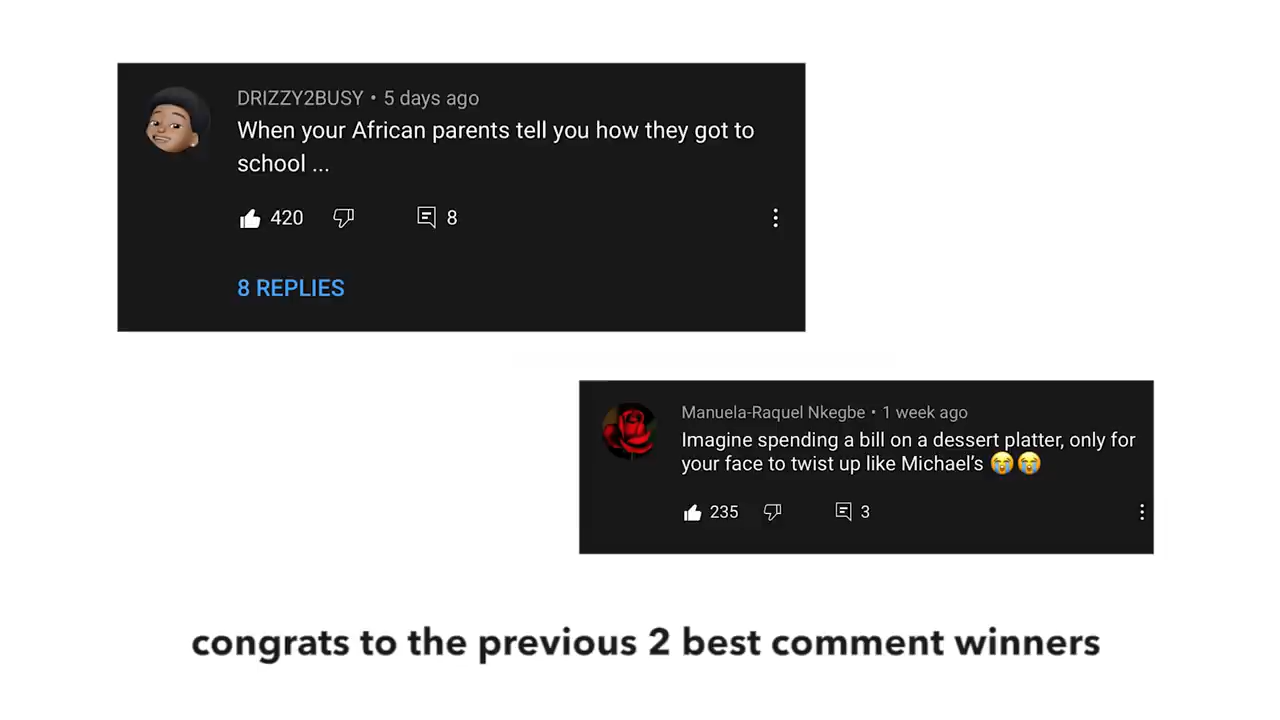 DRIZZY2BUSY • 5 days ago
When your African parents tell you how they got to
school ...
420 8
8 REPLIES
Manuela-Raquel Nkegbe • 1 week ago
Imagine spending a bill on a dessert platter, only for
your face to twist up like Michael’s 😭😭
235 3
congrats to the previous 2 best comment winners